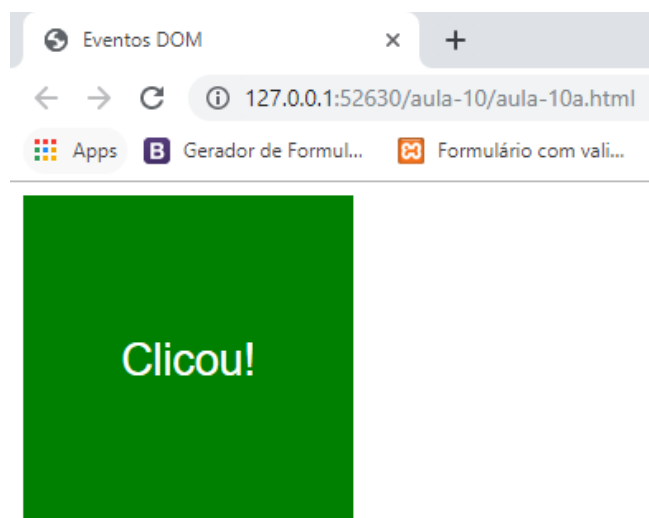 Eventos DOM
127.0.0.1:52630/aula-10/aula-10a.html
Apps B Gerador de Formul... Formulário com vali...
Clicou!